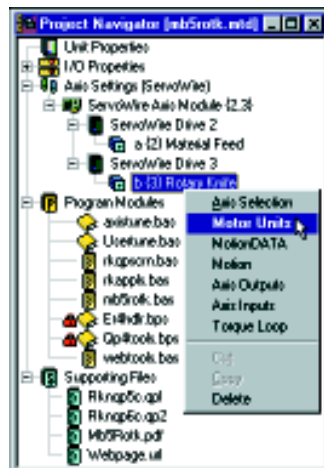 Project Navigator (mb5rotk.mtd)
Unit Properties
I/O Properties
Axis Settings (ServoWire)
ServoWire Axis Module {2,3}
ServoWire Drive 2
a {2} Material Feed
ServoWire Drive 3
b {3} Rotary Knife
Program Modules
axistune.bas
Usertune.bas
rkapps.bas
mb5rotk.bas
webtools.bas
Supporting Files
Mb5Rotk.pdf
Webpage.url
Axis Selection
Motor Units
MotionDATA
Motion
Axis Outputs
Axis Inputs
Torque Loop
Cut
Copy
Delete